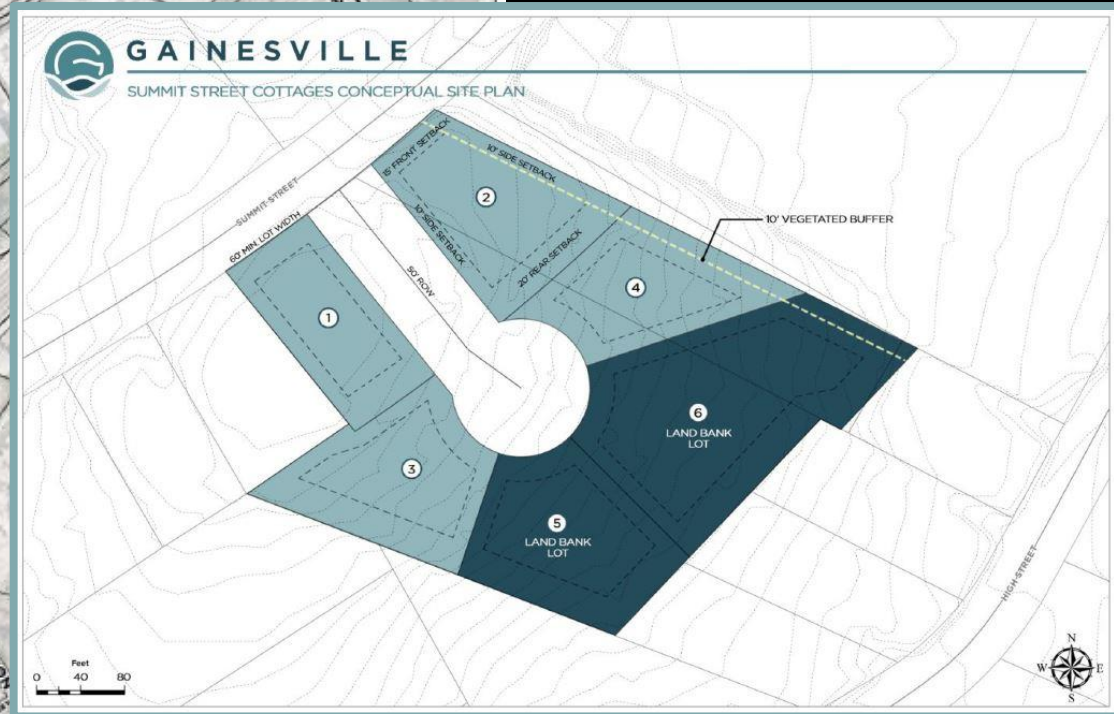 GAINESVILLE
SUMMIT STREET COTTAGES CONCEPTUAL SITE PLAN
15' FRONT SETBACK
10' SIDE SETBACK
2
SUMMIT STREET
60' MIN. LOT WIDTH
10' SIDE SETBACK
20' REAR SETBACK
10' VEGETATED BUFFER
50' ROW
4
1
6
LAND BANK
LOT
3
5
LAND BANK
LOT
HIGH STREET
Feet
0 40 80
N
W E
S